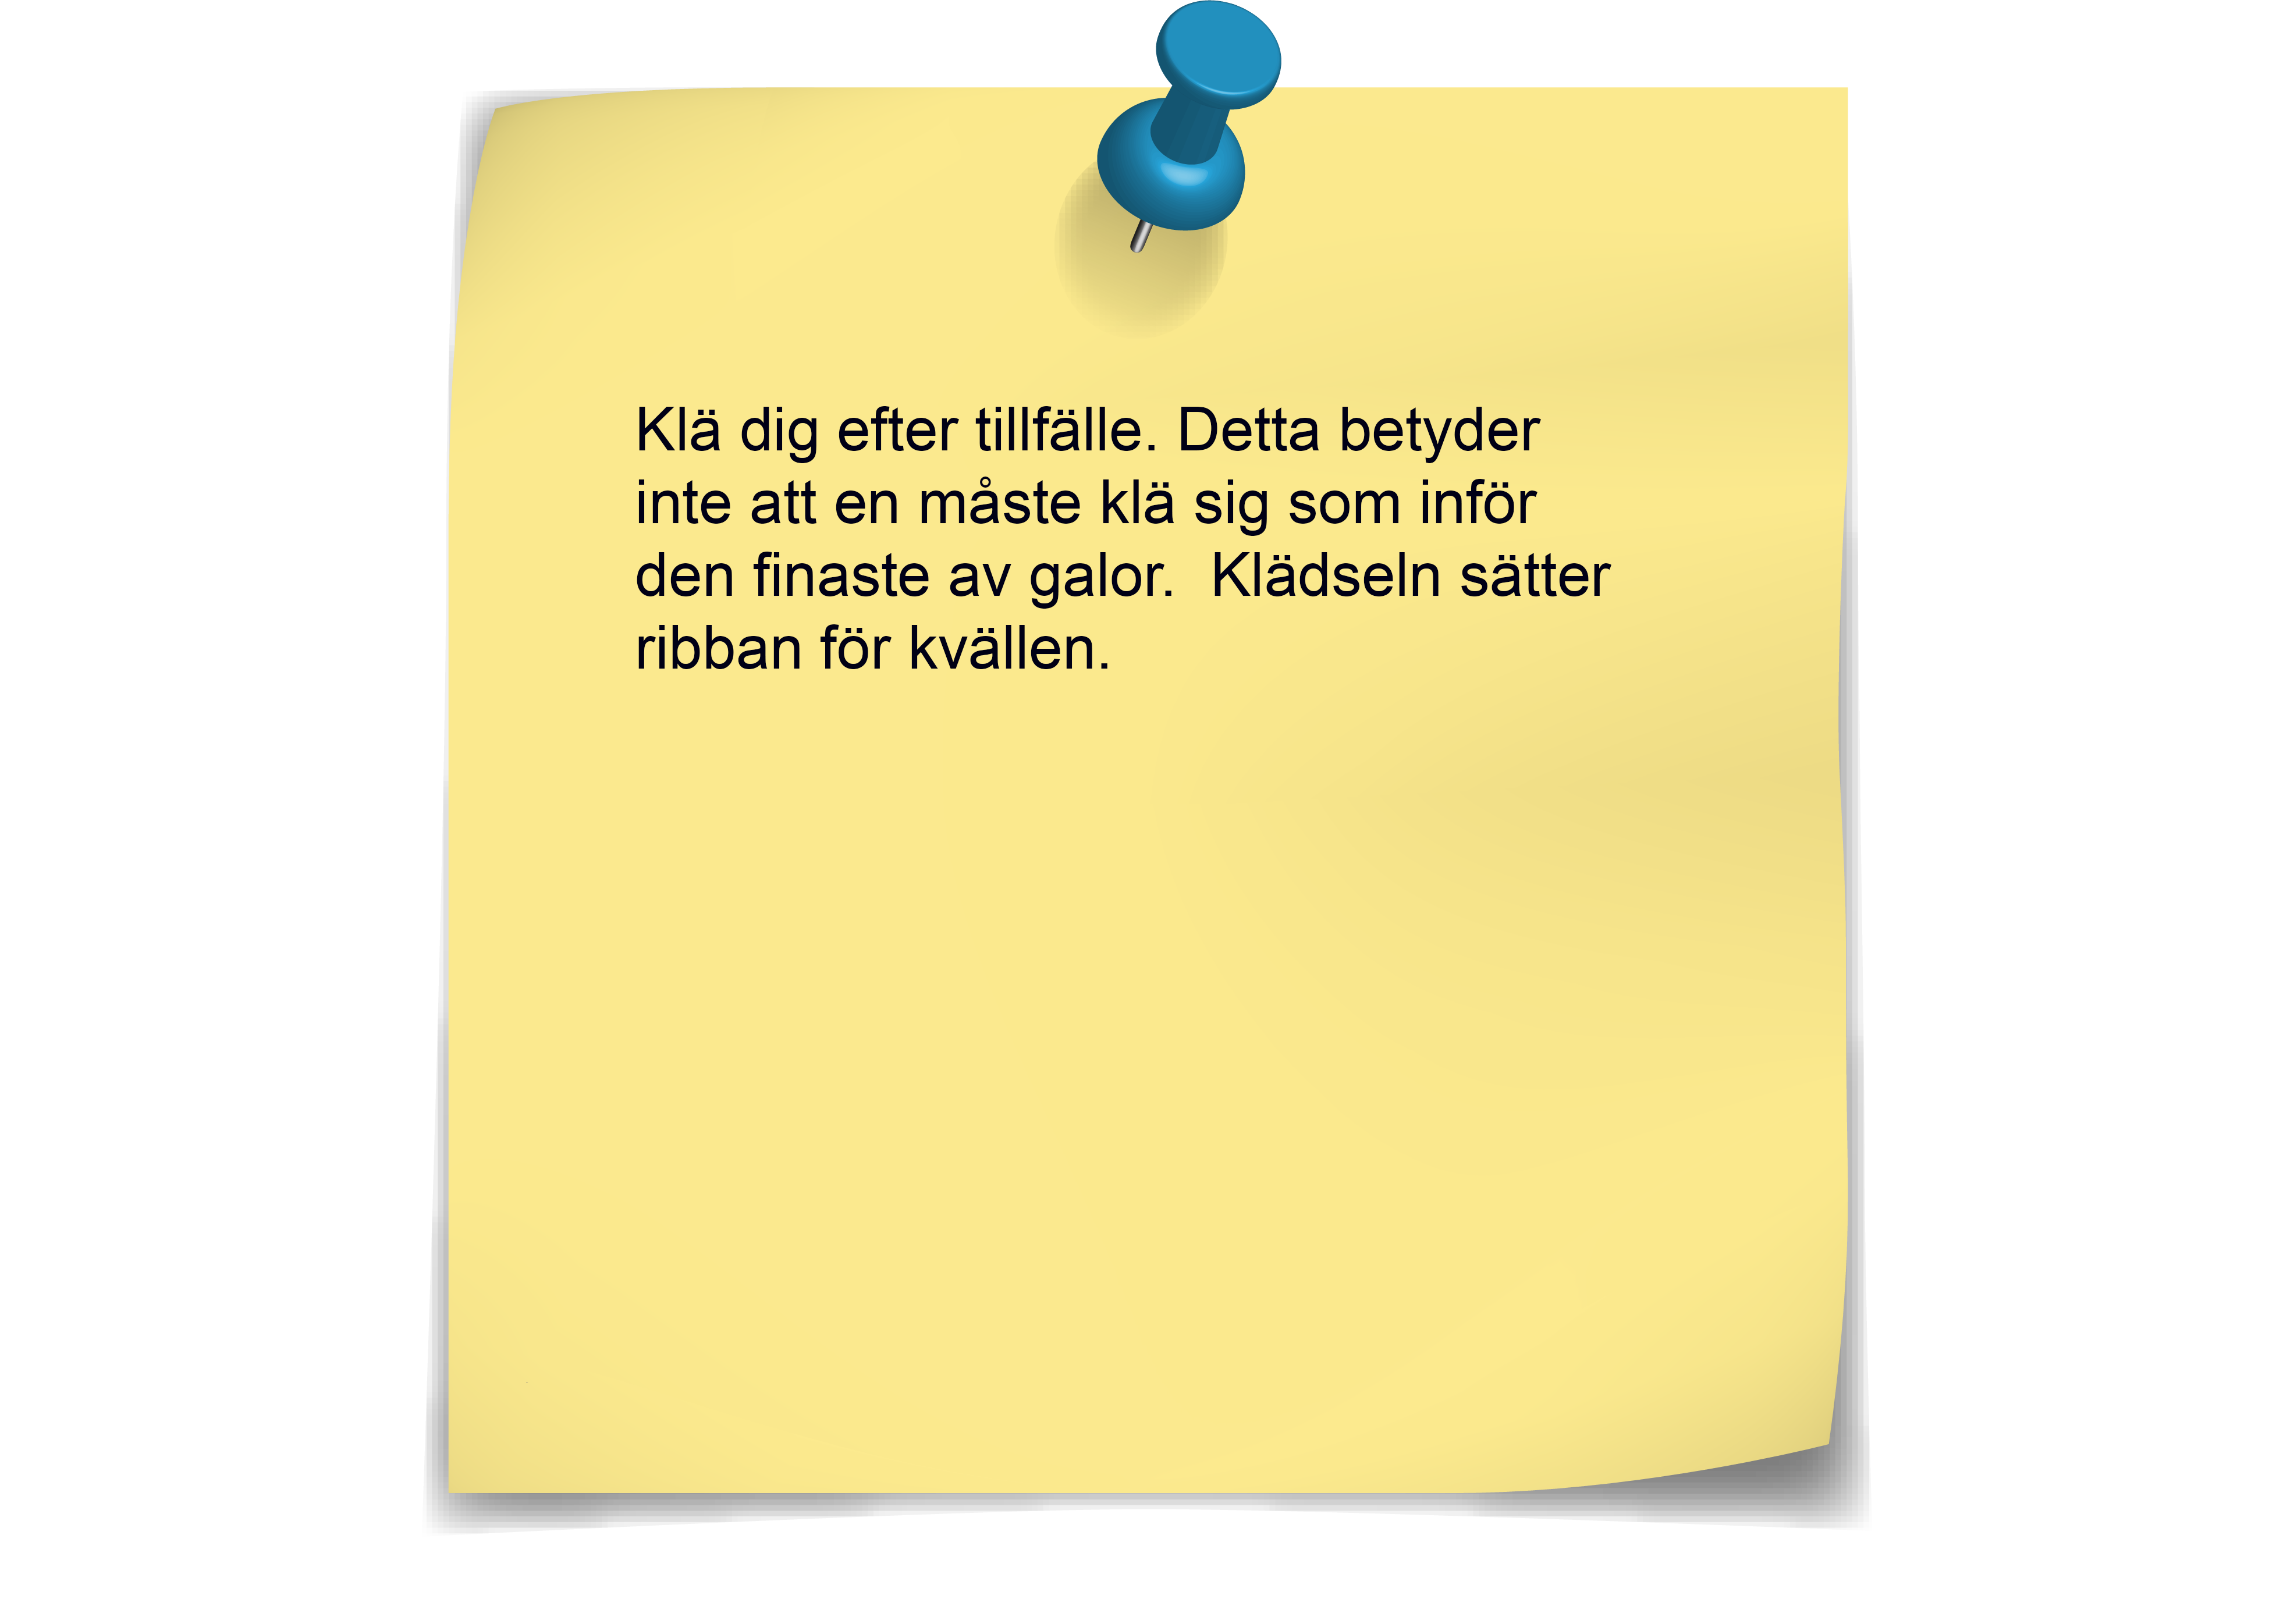 Klä dig efter tillfälle. Detta betyder
inte att en måste klä sig som inför
den finaste av galor.  Klädseln sätter
ribban för kvällen.